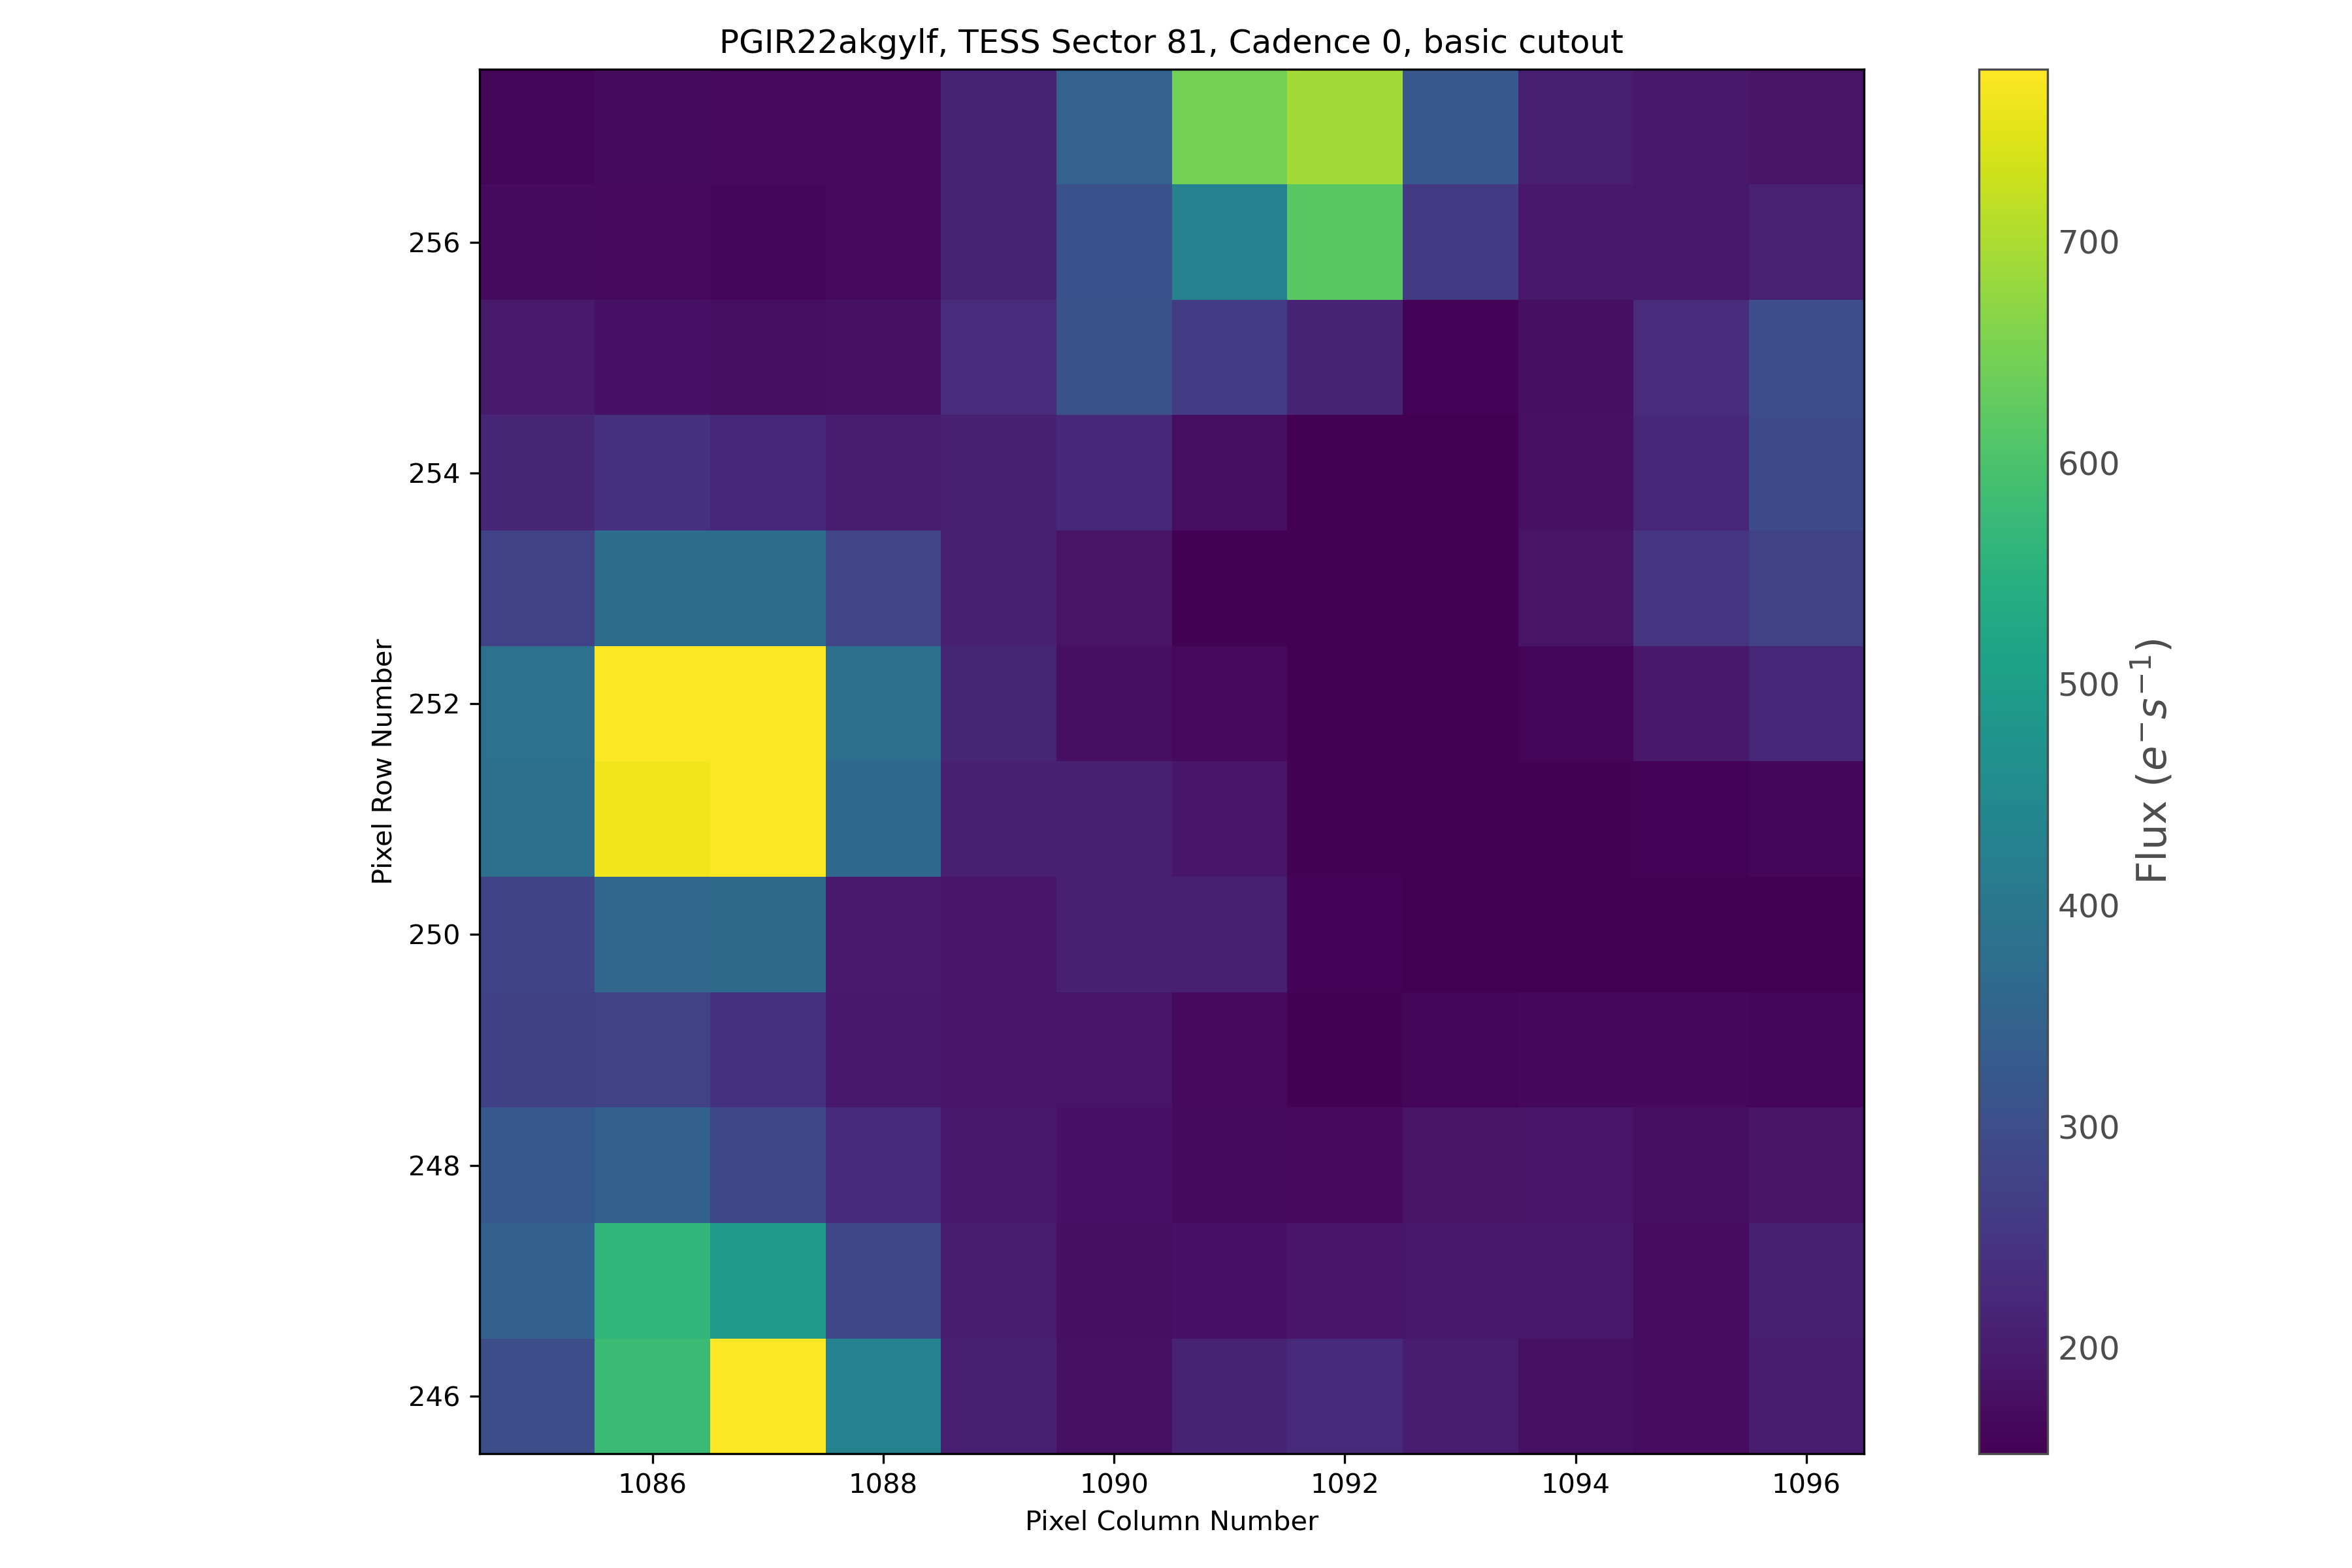 PGIR22akgylf, TESS Sector 81, Cadence 0, basic cutout
256
254
252
250
248
246
Pixel Row Number
1086 1088 1090 1092 1094 1096
Pixel Column Number
700
600
500
400
300
200
Flux (e⁻s⁻¹)